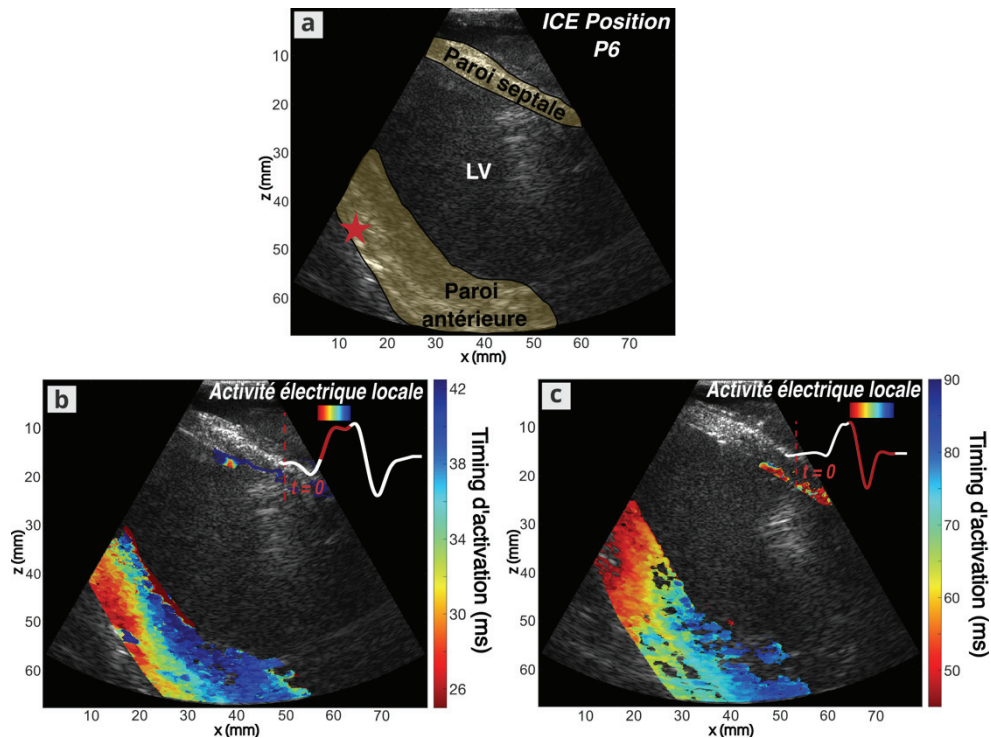 a
ICE Position
P6
Paroi septale
LV
Paroi
antérieure
10
20
30
40
50
60
z (mm)
10 20 30 40 50 60 70
x (mm)
b
Activité électrique locale
t = 0
10
20
30
40
50
60
z (mm)
10 20 30 40 50 60 70
x (mm)
42
38
34
30
26
Timing d'activation (ms)
c
Activité électrique locale
t = 0
10
20
30
40
50
60
z (mm)
10 20 30 40 50 60 70
x (mm)
90
80
70
60
50
Timing d'activation (ms)